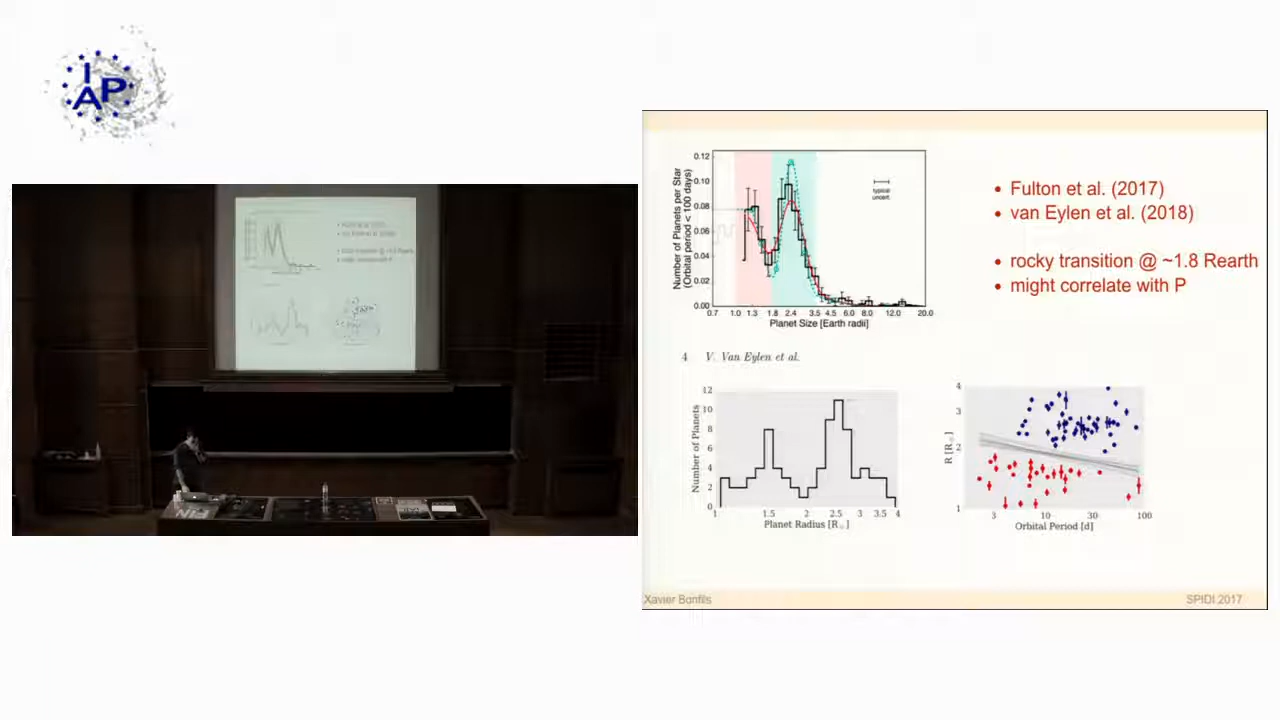 I
AP
Number of Planets per Star
(Orbital period < 100 days)
0.12
0.10
0.08
0.06
0.04
0.02
0.00
typical
uncert.
0.7 1.0 1.3 1.8 2.4 3.5 4.5 6.0 8.0 12.0 20.0
Planet Size [Earth radii]
• Fulton et al. (2017)
• van Eylen et al. (2018)
• rocky transition @ ~1.8 Rearth
• might correlate with P
4 V. Van Eylen et al.
Number of Planets
12
10
8
6
4
2
0
1 1.5 2 2.5 3 3.5 4
Planet Radius [R⊕]
R [R⊕]
4
3
2
1
3 10 30 100
Orbital Period [d]
Xavier Bonfils
SPIDI 2017